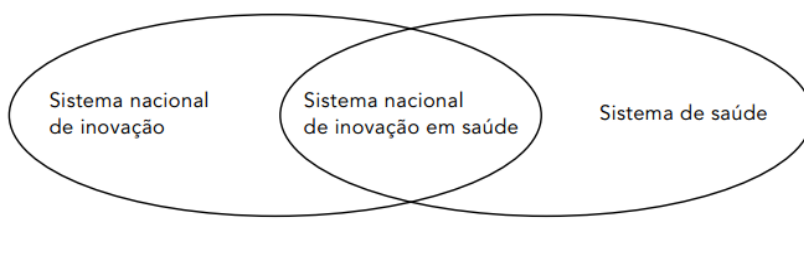 Sistema nacional
de inovação
Sistema nacional
de inovação em saúde
Sistema de saúde